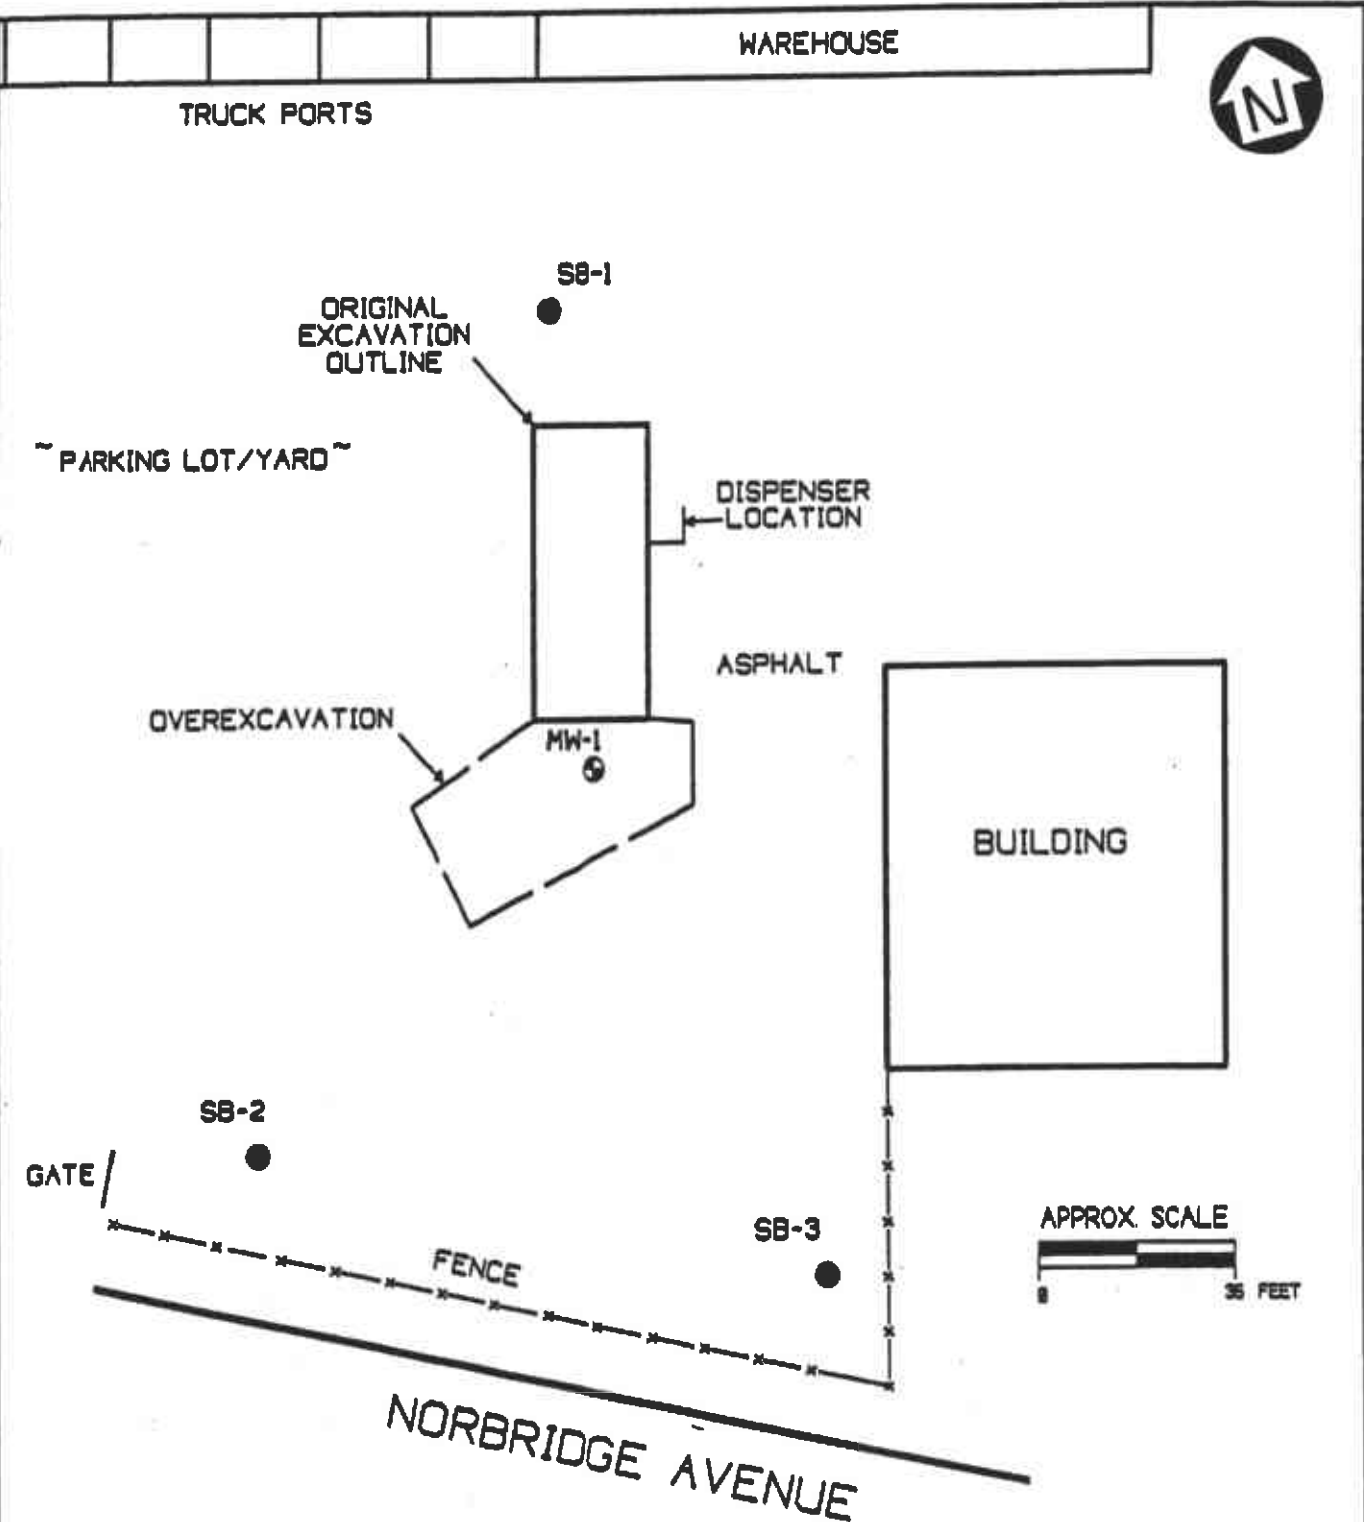 WAREHOUSE
TRUCK PORTS
N
SB-1
ORIGINAL
EXCAVATION
OUTLINE
~PARKING LOT/YARD~
DISPENSER
LOCATION
ASPHALT
OVEREXCAVATION
MW-1
BUILDING
SB-2
GATE
SB-3
APPROX. SCALE
FENCE
0 35 FEET
NORBRIDGE AVENUE